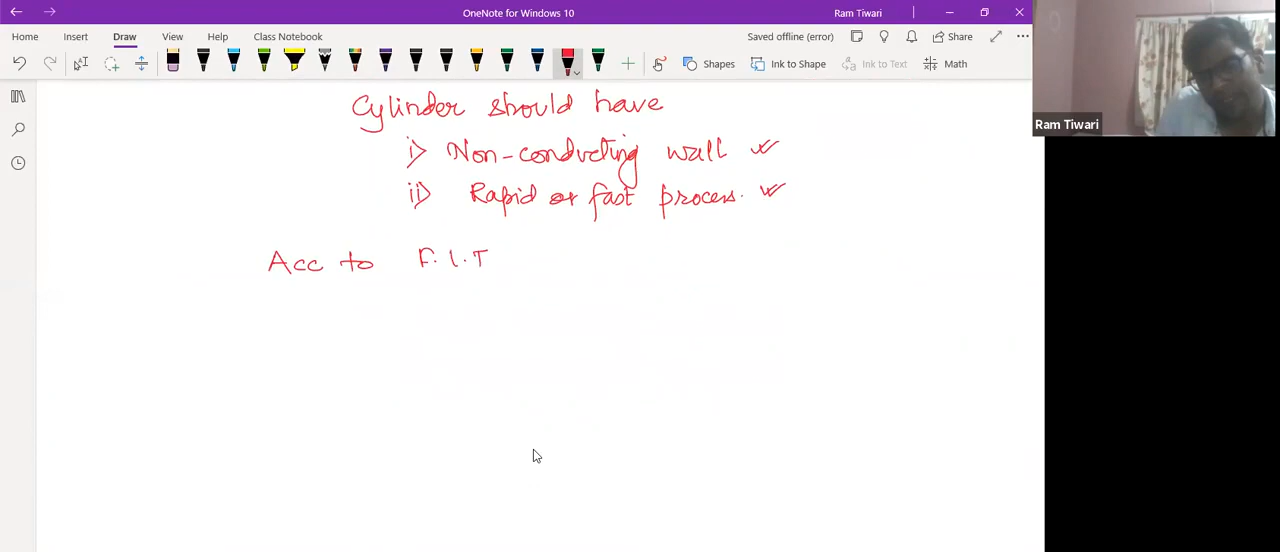 OneNote for Windows 10
Ram Tiwari
Home Insert Draw View Help Class Notebook
Saved offline (error)
Share
Shapes
Ink to Shape
Ink to Text
Math
Ram Tiwari
Cylinder should have
i) Non-conducting wall
ii) Rapid or fast process.
Acc to F.L.T